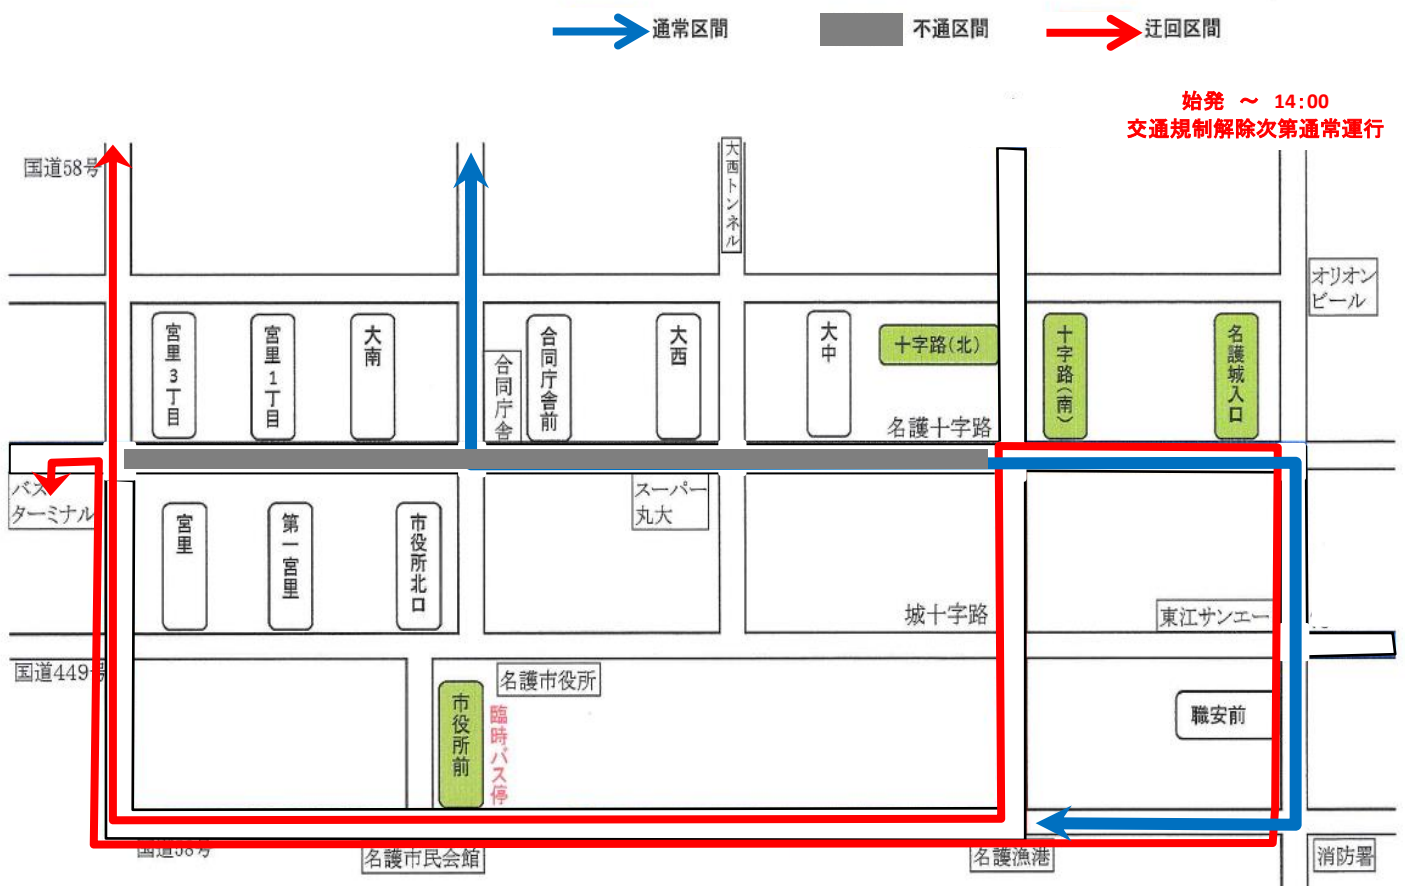 通常区間
不通区間
迂回区間
始発 ～ 14:00
交通規制解除次第通常運行
国道58号
大西トンネル
オリオン
ビール
宮里3丁目
宮里1丁目
大南
合同庁舎
合同庁舎前
大西
大中
十字路(北)
十字路(南)
名護城入口
名護十字路
バス
ターミナル
スーパー
丸大
宮里
第一宮里
市役所北口
城十字路
東江サンエー
国道449号
名護市役所
市役所前
臨時バス停
職安前
国道58号
名護市民会館
名護漁港
消防署